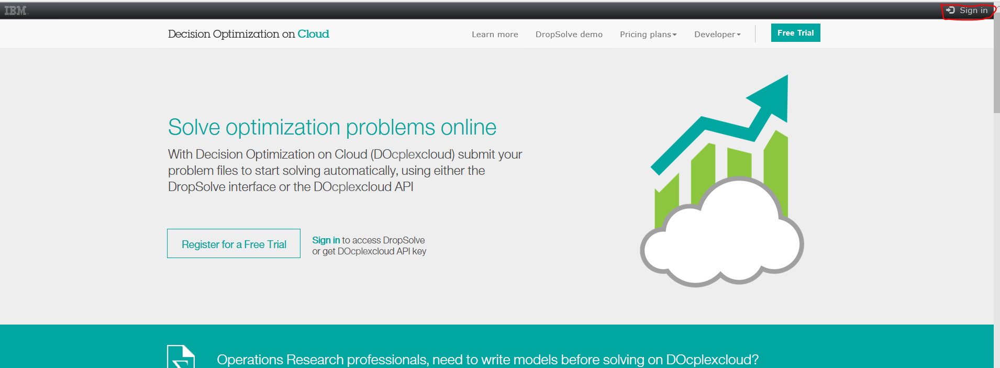 IBM
Sign in
Decision Optimization on Cloud
Learn more
DropSolve demo
Pricing plans
Developer
Free Trial
Solve optimization problems online
With Decision Optimization on Cloud (DOcplexcloud) submit your
problem files to start solving automatically, using either the
DropSolve interface or the DOcplexcloud API
Register for a Free Trial
Sign in to access DropSolve
or get DOcplexcloud API key
Operations Research professionals, need to write models before solving on DOcplexcloud?